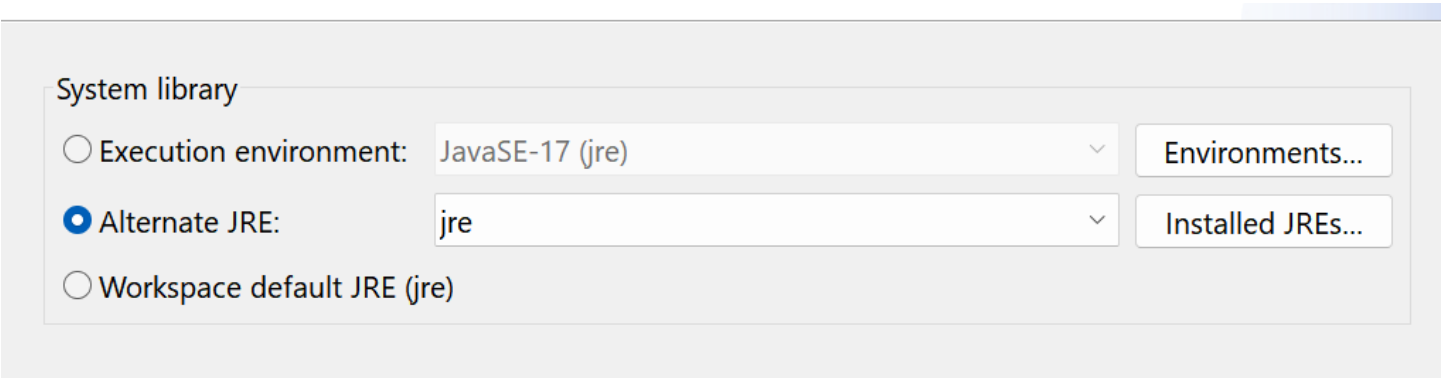 System library
Execution environment: JavaSE-17 (jre) Environments...
Alternate JRE: jre Installed JREs...
Workspace default JRE (jre)